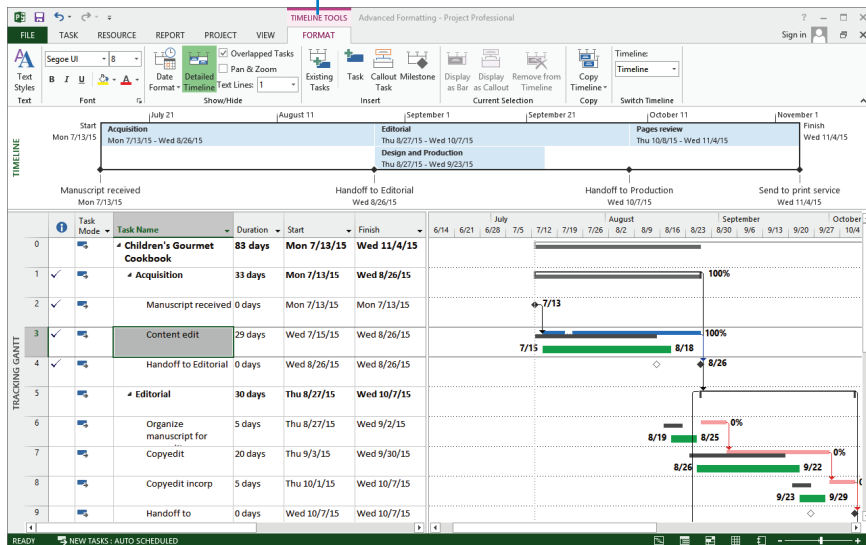 TIMELINE TOOLS Advanced Formatting - Project Professional
FILE TASK RESOURCE REPORT PROJECT VIEW FORMAT Sign in
Text Styles
Segoe UI 8
B I U A
Date Format
Detailed Timeline
Overlapped Tasks
Pan & Zoom
Text Lines: 1
Existing Tasks
Task
Callout Task
Milestone
Display as Bar
Display as Callout
Remove from Timeline
Copy Timeline
Timeline:
Timeline
Text Font Show/Hide Insert Current Selection Copy Switch Timeline
TIMELINE
July 21 August 11 September 1 September 21 October 11 November 1
Start
Mon 7/13/15
Acquisition
Mon 7/13/15 - Wed 8/26/15
Editorial
Thu 8/27/15 - Wed 10/7/15
Pages review
Thu 10/8/15 - Wed 11/4/15
Finish
Wed 11/4/15
Design and Production
Thu 8/27/15 - Wed 9/23/15
Manuscript received
Mon 7/13/15
Handoff to Editorial
Wed 8/26/15
Handoff to Production
Wed 10/7/15
Send to print service
Wed 11/4/15
TRACKING GANTT
Task Mode Task Name Duration Start Finish
July August September October
6/14 6/21 6/28 7/5 7/12 7/19 7/26 8/2 8/9 8/16 8/23 8/30 9/6 9/13 9/20 9/27 10/4
0 Children's Gourmet Cookbook 83 days Mon 7/13/15 Wed 11/4/15
1 Acquisition 33 days Mon 7/13/15 Wed 8/26/15 100%
2 Manuscript received 0 days Mon 7/13/15 Mon 7/13/15 7/13
3 Content edit 29 days Wed 7/15/15 Wed 8/26/15 100%
7/15 8/18
4 Handoff to Editorial 0 days Wed 8/26/15 Wed 8/26/15 8/26
5 Editorial 30 days Thu 8/27/15 Wed 10/7/15
6 Organize manuscript for 5 days Thu 8/27/15 Wed 9/2/15 0%
8/19 8/25
7 Copyedit 20 days Thu 9/3/15 Wed 9/30/15 0%
8/26 9/22
8 Copyedit incorp 5 days Thu 10/1/15 Wed 10/7/15
9/23 9/29
9 Handoff to 0 days Wed 10/7/15 Wed 10/7/15
READY NEW TASKS : AUTO SCHEDULED